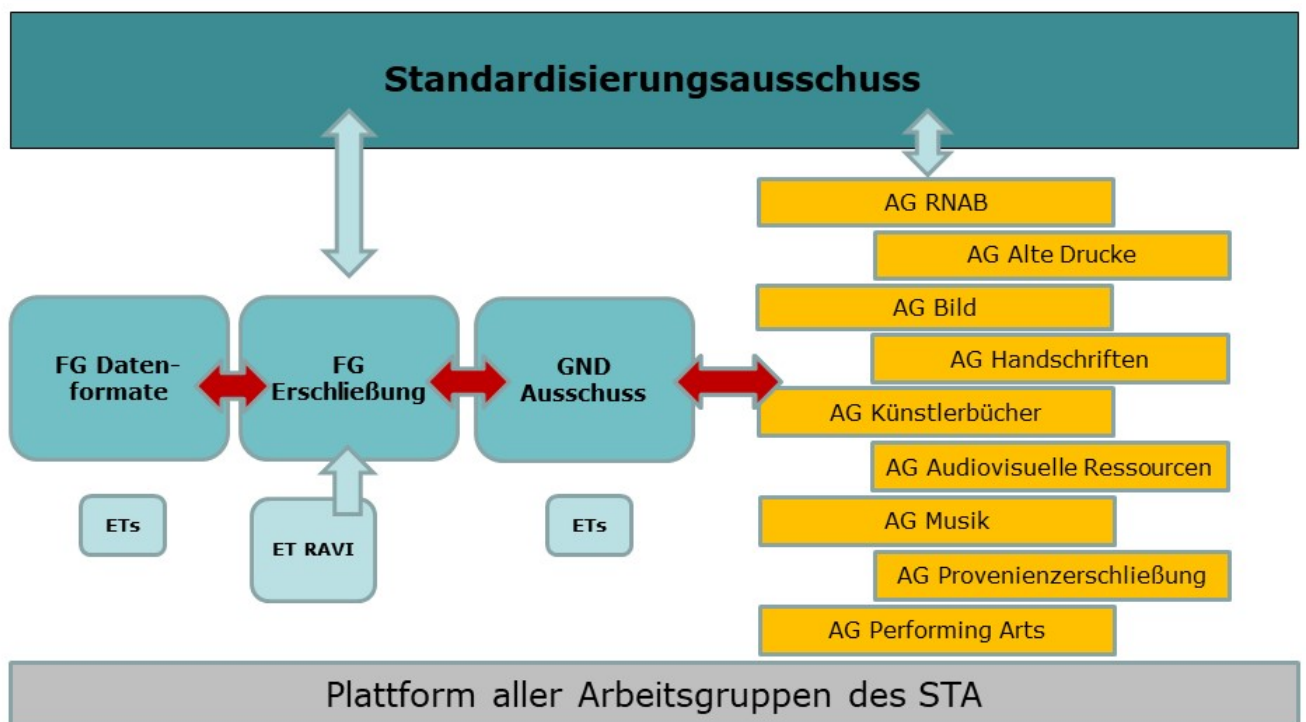 Standardisierungsausschuss
FG Daten-
formate
FG
Erschließung
GND
Ausschuss
ETs
ET RAVI
ETs
AG RNAB
AG Alte Drucke
AG Bild
AG Handschriften
AG Künstlerbücher
AG Audiovisuelle Ressourcen
AG Musik
AG Provenienzerschließung
AG Performing Arts
Plattform aller Arbeitsgruppen des STA